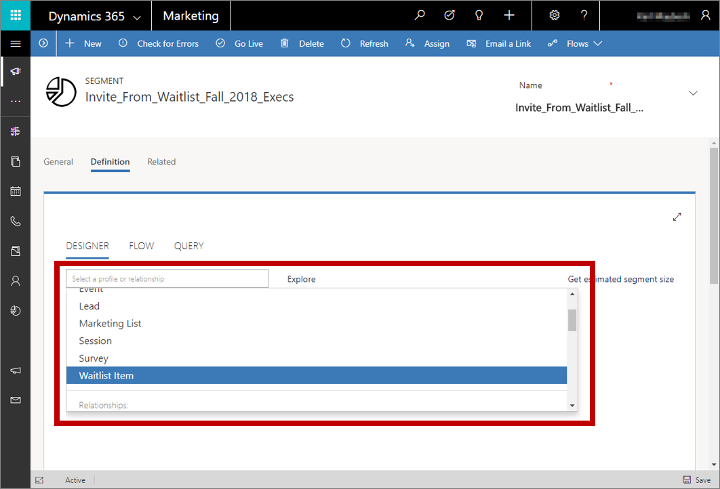 Dynamics 365 Marketing
New Check for Errors Go Live Delete Refresh Assign Email a Link Flows
SEGMENT
Invite_From_Waitlist_Fall_2018_Execs
Name *
Invite_From_Waitlist_Fall_...
General Definition Related
DESIGNER FLOW QUERY
Select a profile or relationship Explore Get estimated segment size
Event
Lead
Marketing List
Session
Survey
Waitlist Item
Relationships:
Active Save